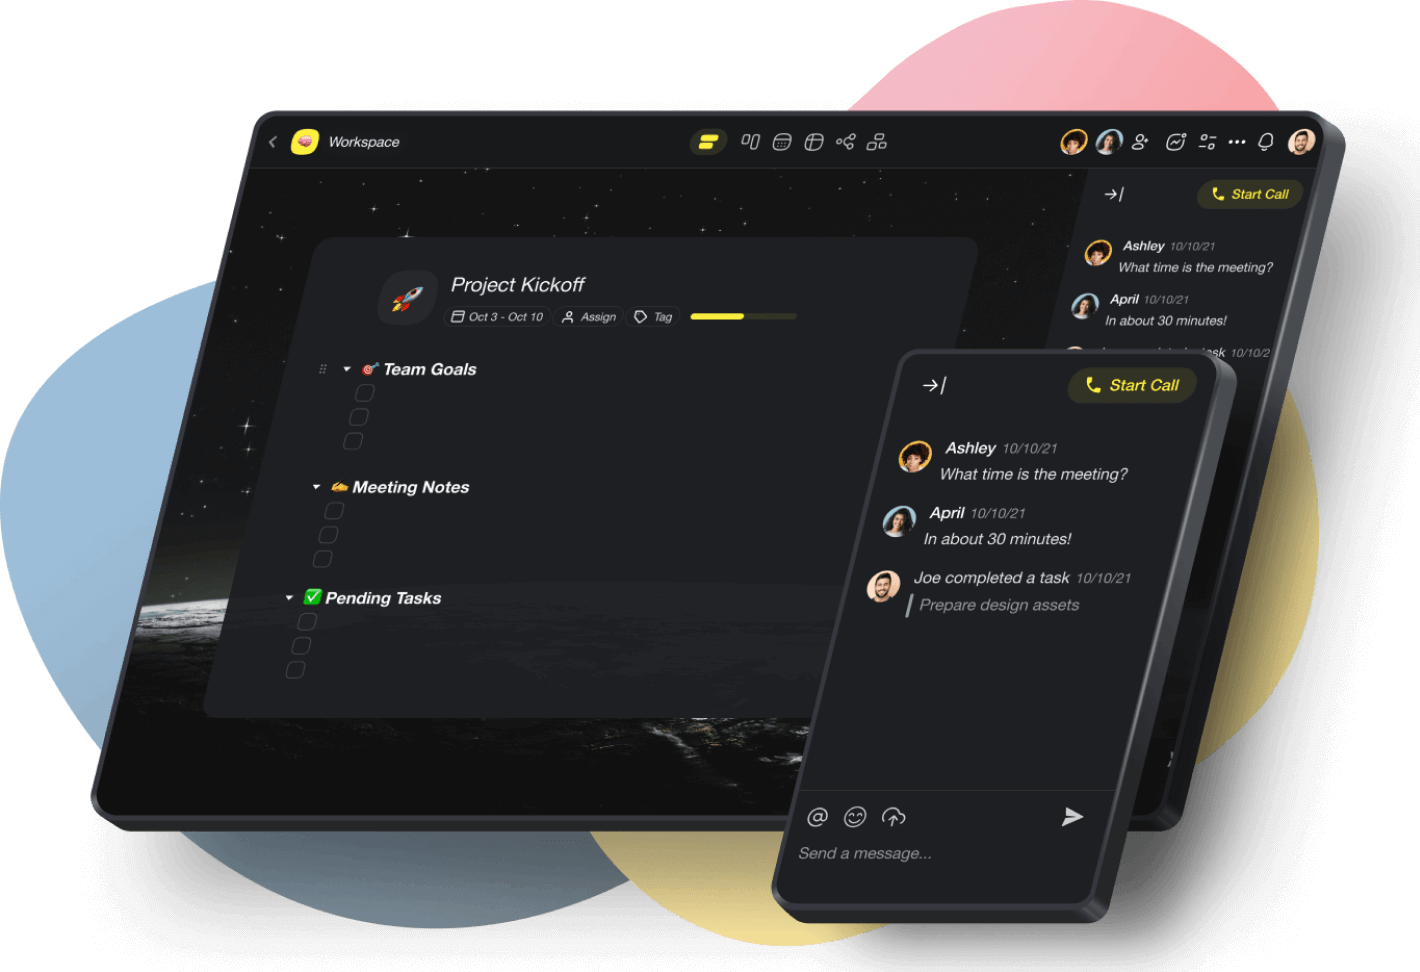 Workspace
Start Call
Ashley 10/10/21
What time is the meeting?
April 10/10/21
In about 30 minutes!
task 10/10/2
Project Kickoff
Oct 3 - Oct 10 Assign Tag
Team Goals
Meeting Notes
Pending Tasks
Start Call
Ashley 10/10/21
What time is the meeting?
April 10/10/21
In about 30 minutes!
Joe completed a task 10/10/21
Prepare design assets
@
Send a message...